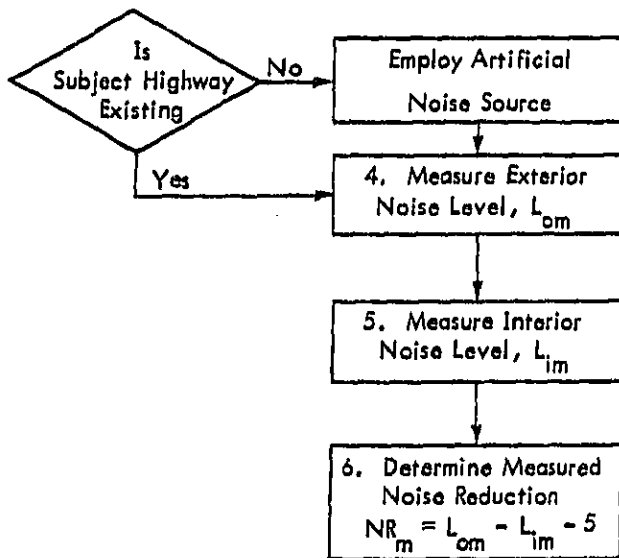 Is
Subject Highway
Existing
No
Employ Artificial
Noise Source
Yes
4. Measure Exterior
Noise Level, L_om
5. Measure Interior
Noise Level, L_im
6. Determine Measured
Noise Reduction
NR_m = L_om - L_im - 5